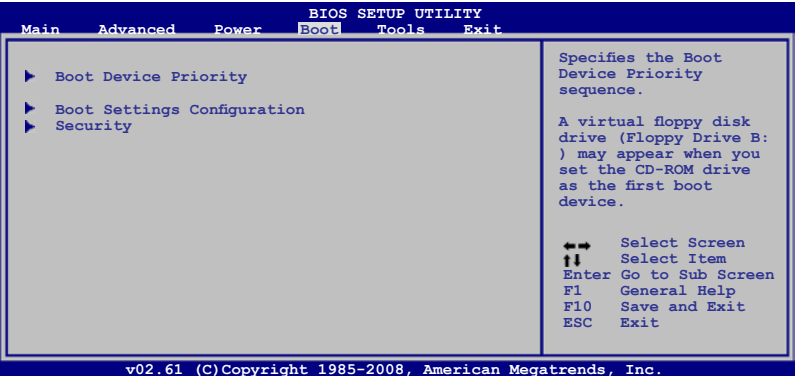 BIOS SETUP UTILITY
Main Advanced Power Boot Tools Exit
Boot Device Priority
Boot Settings Configuration
Security
Specifies the Boot
Device Priority
sequence.
A virtual floppy disk
drive (Floppy Drive B:
) may appear when you
set the CD-ROM drive
as the first boot
device.
Select Screen
Select Item
Enter Go to Sub Screen
F1 General Help
F10 Save and Exit
ESC Exit
v02.61 (C)Copyright 1985-2008, American Megatrends, Inc.